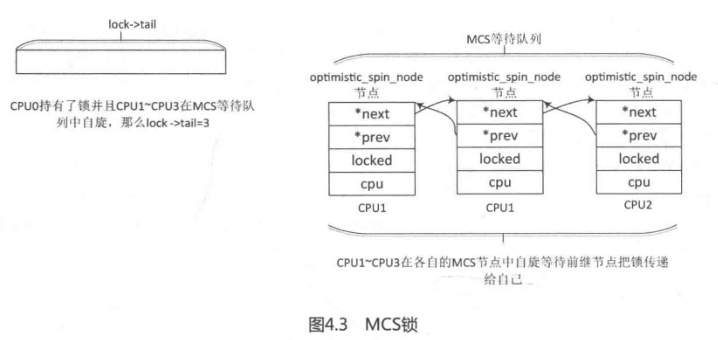 lock->tail
CPU0持有了锁并且CPU1~CPU3在MCS等待队
列中自旋，那么lock->tail=3
MCS等待队列
optimistic_spin_node
节点
optimistic_spin_node
节点
optimistic_spin_node
节点
*next
*prev
locked
cpu
CPU1
*next
*prev
locked
cpu
CPU1
*next
*prev
locked
cpu
CPU2
CPU1~CPU3在各自的MCS节点中自旋等待前继节点把锁传递
给自己
图4.3 MCS锁